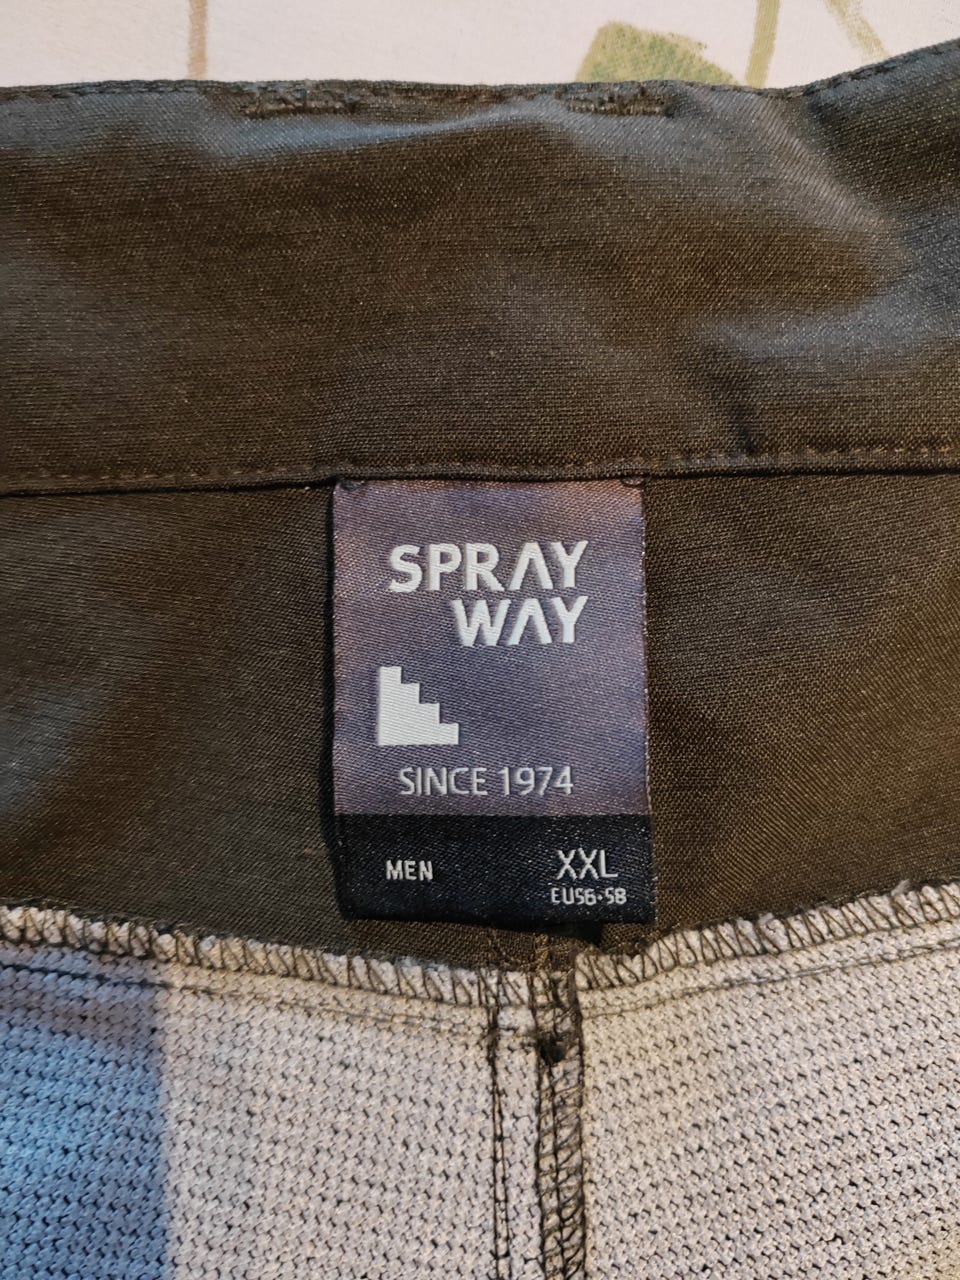 SPRAY
WAY
SINCE 1974
MEN
XXL
EU56·58